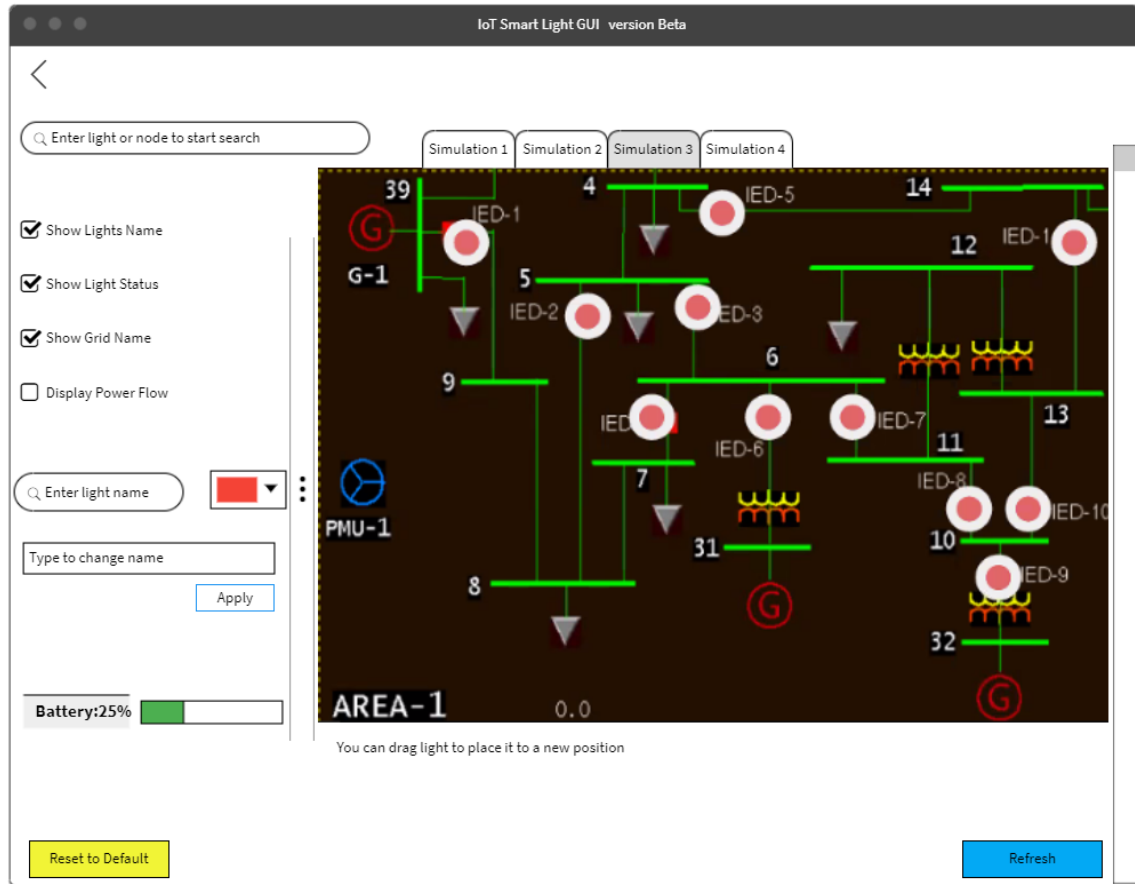 IoT Smart Light GUI version Beta
Enter light or node to start search
Simulation 1
Simulation 2
Simulation 3
Simulation 4
Show Lights Name
Show Light Status
Show Grid Name
Display Power Flow
Enter light name
Type to change name
Apply
Battery:25%
39
IED-1
G
G-1
4
IED-5
14
12
IED-1
5
IED-2
ED-3
6
9
13
IED
IED-6
IED-7
11
7
IED-8
PMU-1
IED-10
31
10
8
G
IED-9
32
G
AREA-1
0.0
You can drag light to place it to a new position
Reset to Default
Refresh